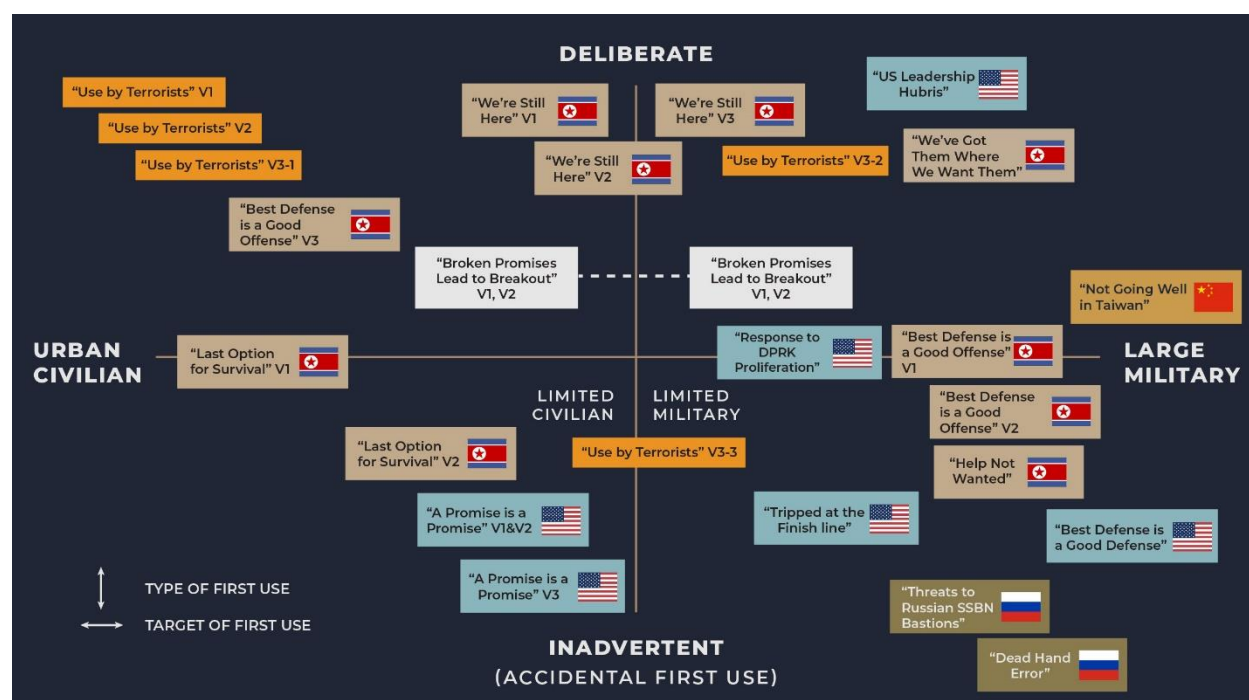 DELIBERATE
“Use by Terrorists” V1
“Use by Terrorists” V2
“Use by Terrorists” V3-1
“We’re Still
Here” V1
“We’re Still
Here” V2
“We’re Still
Here” V3
“Use by Terrorists” V3-2
“US Leadership
Hubris”
“We’ve Got
Them Where
We Want Them”
“Best Defense
is a Good
Offense” V3
“Broken Promises
Lead to Breakout”
V1, V2
“Broken Promises
Lead to Breakout”
V1, V2
“Not Going Well
in Taiwan”
URBAN
CIVILIAN
“Last Option
for Survival” V1
“Response to
DPRK
Proliferation”
“Best Defense is
a Good Offense”
V1
LARGE
MILITARY
LIMITED
CIVILIAN
LIMITED
MILITARY
“Best Defense
is a Good
Offense” V2
“Last Option
for Survival” V2
“Use by Terrorists” V3-3
“Help Not
Wanted”
“A Promise is a
Promise” V1&V2
“Tripped at the
Finish line”
“Best Defense is
a Good Defense”
“A Promise is a
Promise” V3
“Threats to
Russian SSBN
Bastions”
“Dead Hand
Error”
TYPE OF FIRST USE
TARGET OF FIRST USE
INADVERTENT
(ACCIDENTAL FIRST USE)